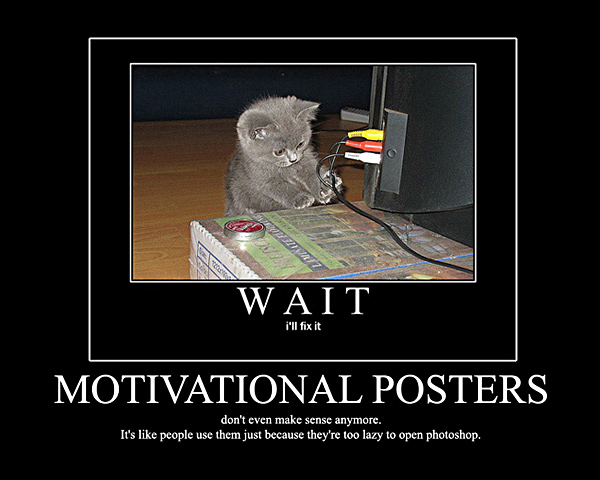 W A I T
i'll fix it
MOTIVATIONAL POSTERS
don't even make sense anymore.
It's like people use them just because they're too lazy to open photoshop.